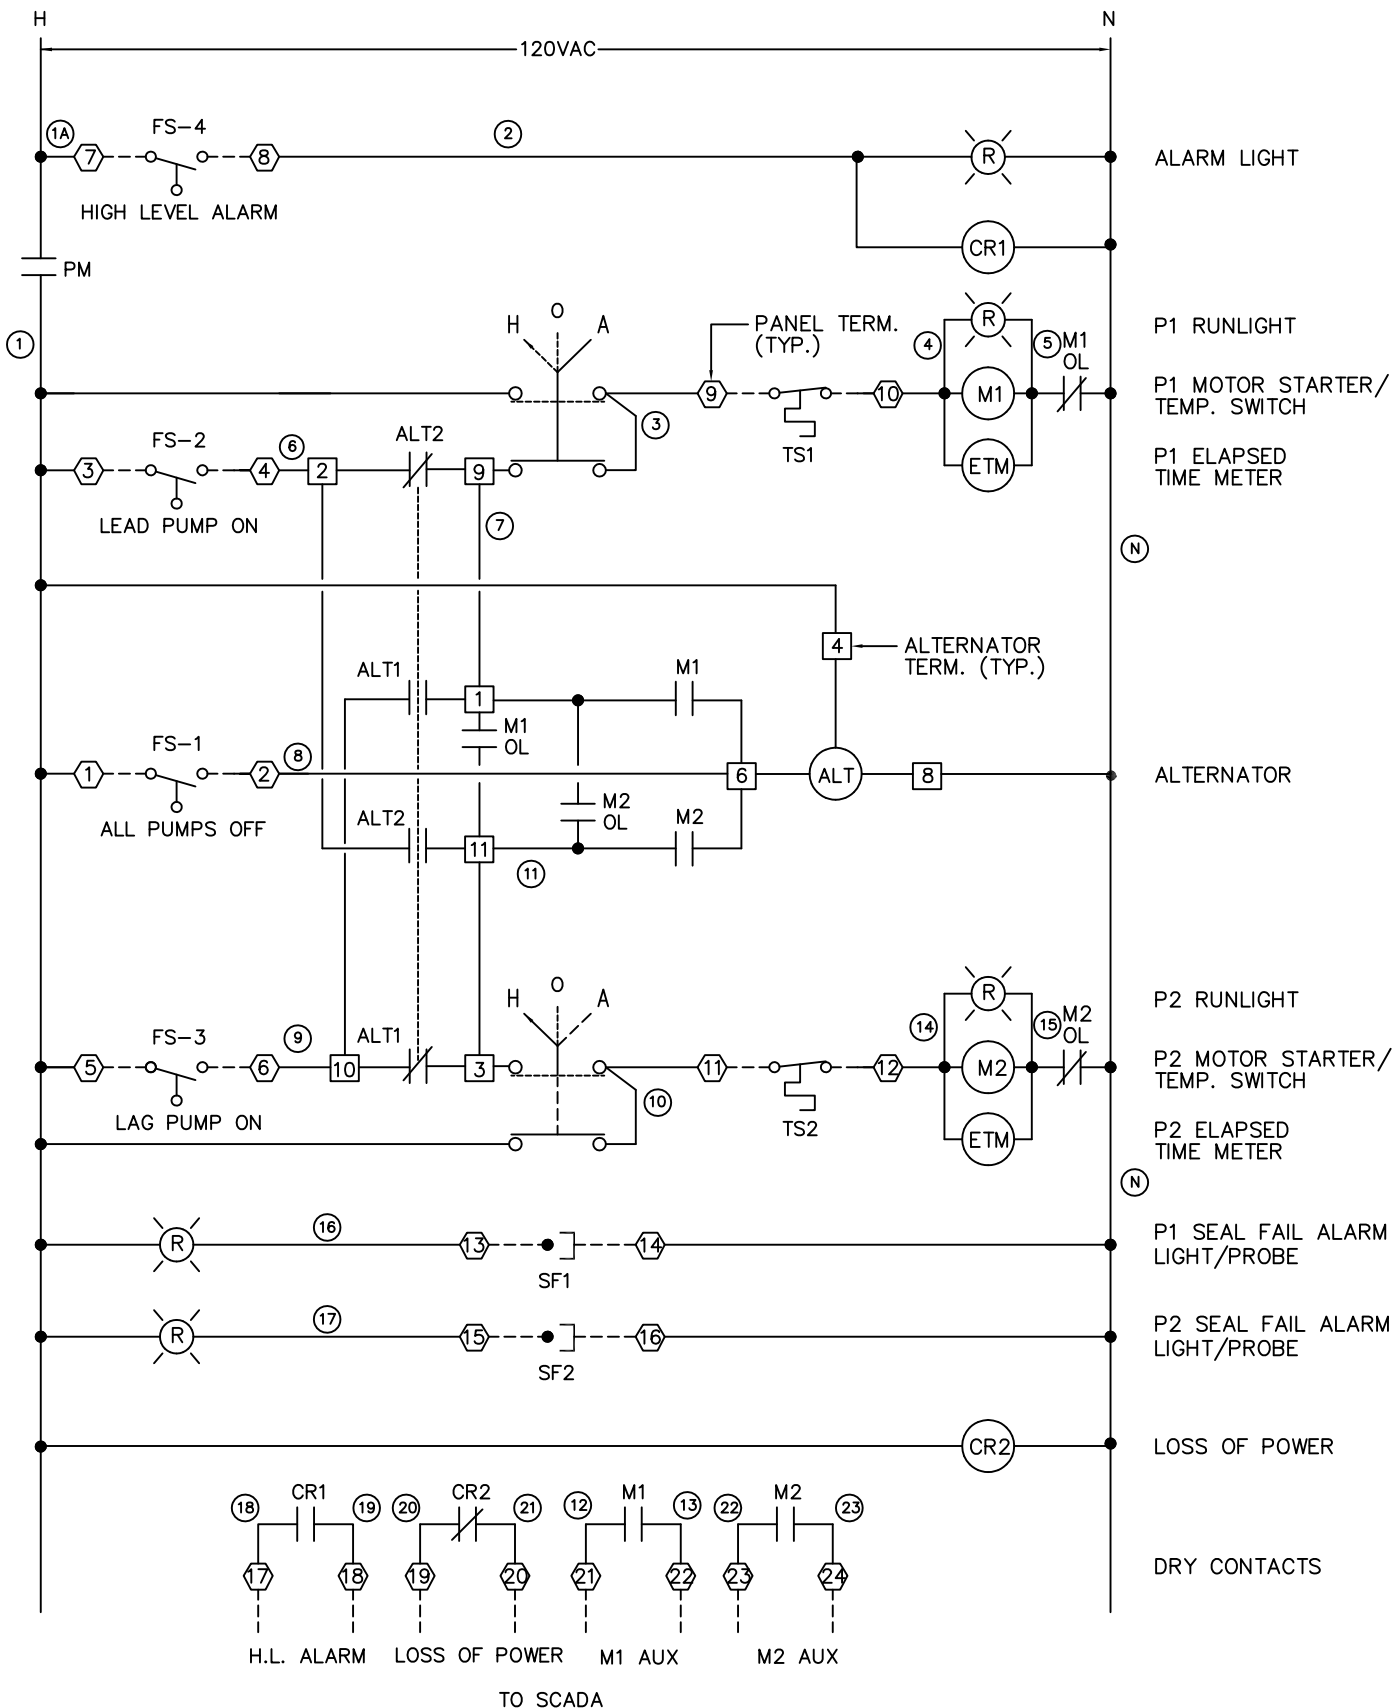 H N
120VAC
1A FS-4 2
7 8 R ALARM LIGHT
HIGH LEVEL ALARM
CR1
PM
H O A
PANEL TERM.
(TYP.)
R P1 RUNLIGHT
1 4 5 M1
OL
9 10 M1 P1 MOTOR STARTER/
TEMP. SWITCH
3
TS1
FS-2 6 ALT2
3 4 2 9 ETM P1 ELAPSED
TIME METER
LEAD PUMP ON
7
N
4 ALTERNATOR
TERM. (TYP.)
ALT1 M1
1
M1
OL
FS-1 8
1 2 6 ALT 8 ALTERNATOR
ALL PUMPS OFF
M2
OL
ALT2 M2
11
11
H O A
R P2 RUNLIGHT
FS-3 9 ALT1 14 15 M2
OL
5 6 10 3 11 12 M2 P2 MOTOR STARTER/
TEMP. SWITCH
10
TS2
LAG PUMP ON
ETM P2 ELAPSED
TIME METER
N
R 16 13 14 P1 SEAL FAIL ALARM
LIGHT/PROBE
SF1
R 17 15 16 P2 SEAL FAIL ALARM
LIGHT/PROBE
SF2
CR2 LOSS OF POWER
18 CR1 19 20 CR2 21 12 M1 13 22 M2 23
17 18 19 20 21 22 23 24 DRY CONTACTS
H.L. ALARM LOSS OF POWER M1 AUX M2 AUX
TO SCADA